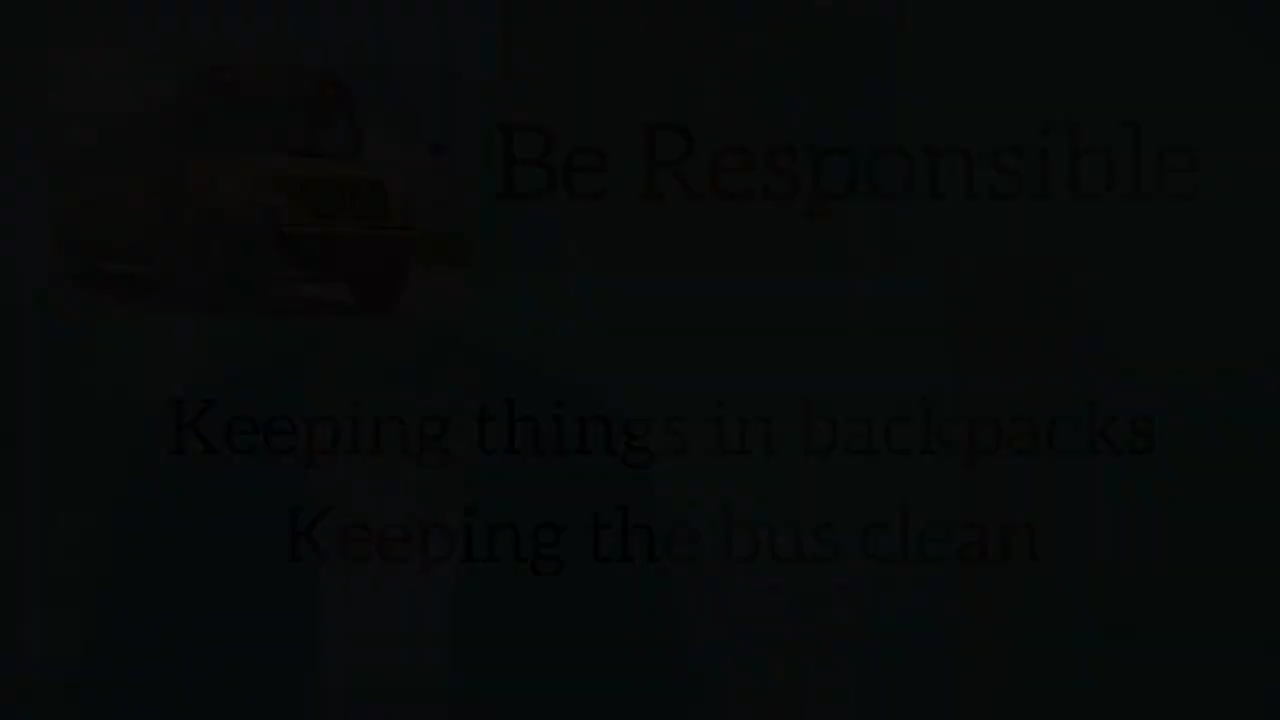 Be Responsible
Keeping things in backpacks
Keeping the bus clean